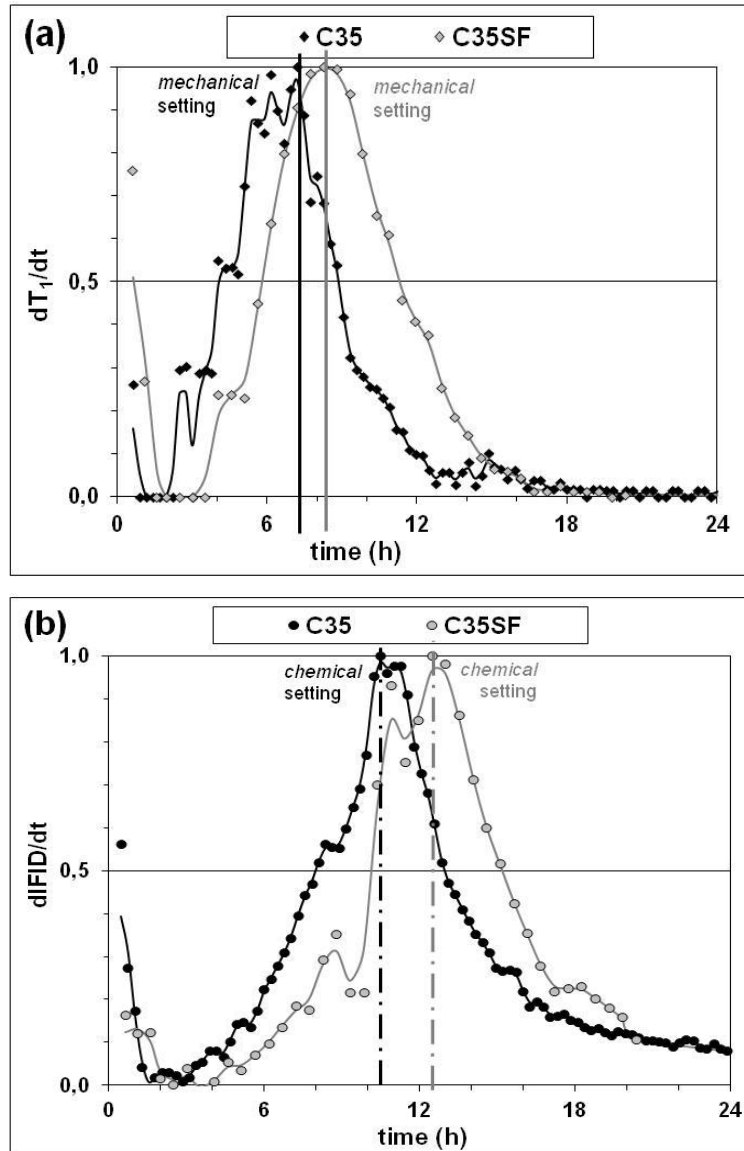 (a)
C35 C35SF
1,0
mechanical
setting
mechanical
setting
dT1/dt
0,5
0,0
0 6 12 18 24
time (h)
(b)
C35 C35SF
1,0
chemical
setting
chemical
setting
dIFID/dt
0,5
0,0
0 6 12 18 24
time (h)